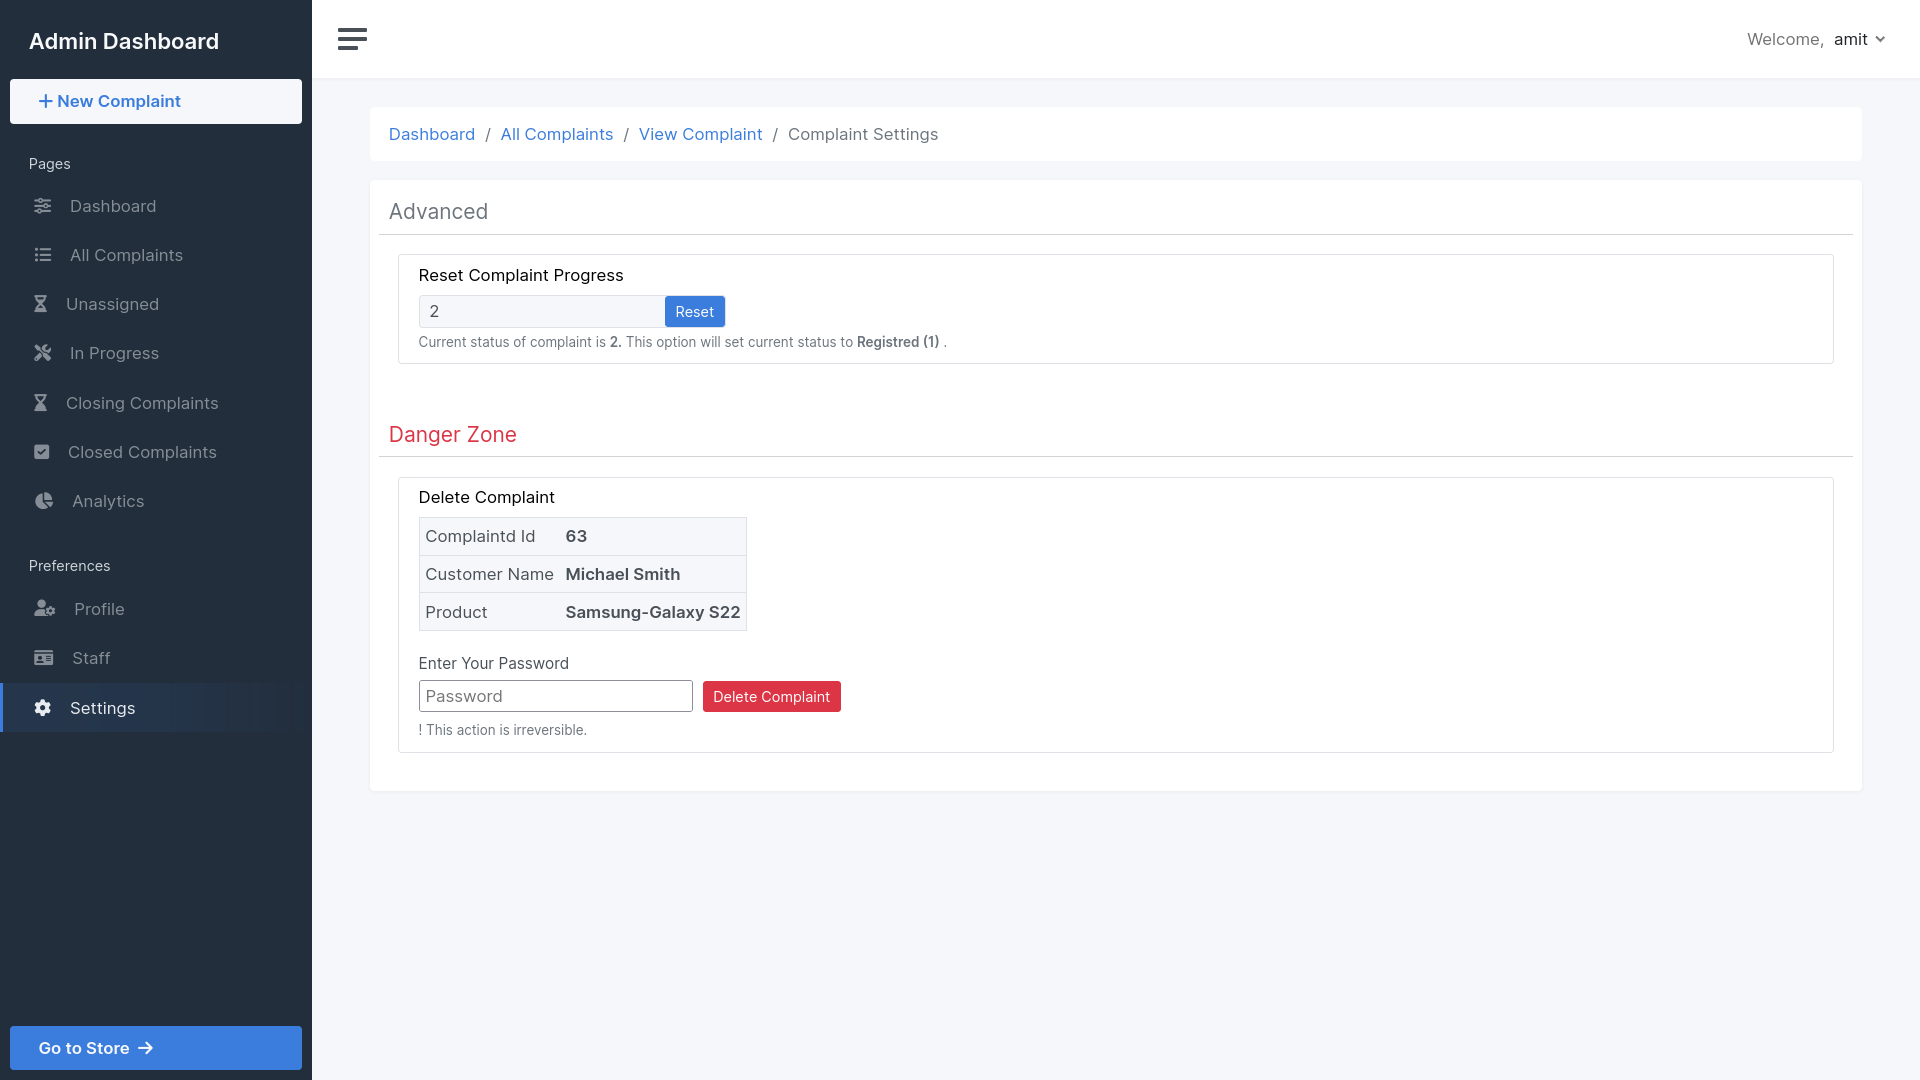 Admin Dashboard
New Complaint
Pages
Dashboard
All Complaints
Unassigned
In Progress
Closing Complaints
Closed Complaints
Analytics
Preferences
Profile
Staff
Settings
Go to Store
Welcome, amit
Dashboard / All Complaints / View Complaint / Complaint Settings
Advanced
Reset Complaint Progress
2 Reset
Current status of complaint is 2. This option will set current status to Registred (1) .
Danger Zone
Delete Complaint
Complaintd Id 63
Customer Name Michael Smith
Product Samsung-Galaxy S22
Enter Your Password
Password Delete Complaint
! This action is irreversible.